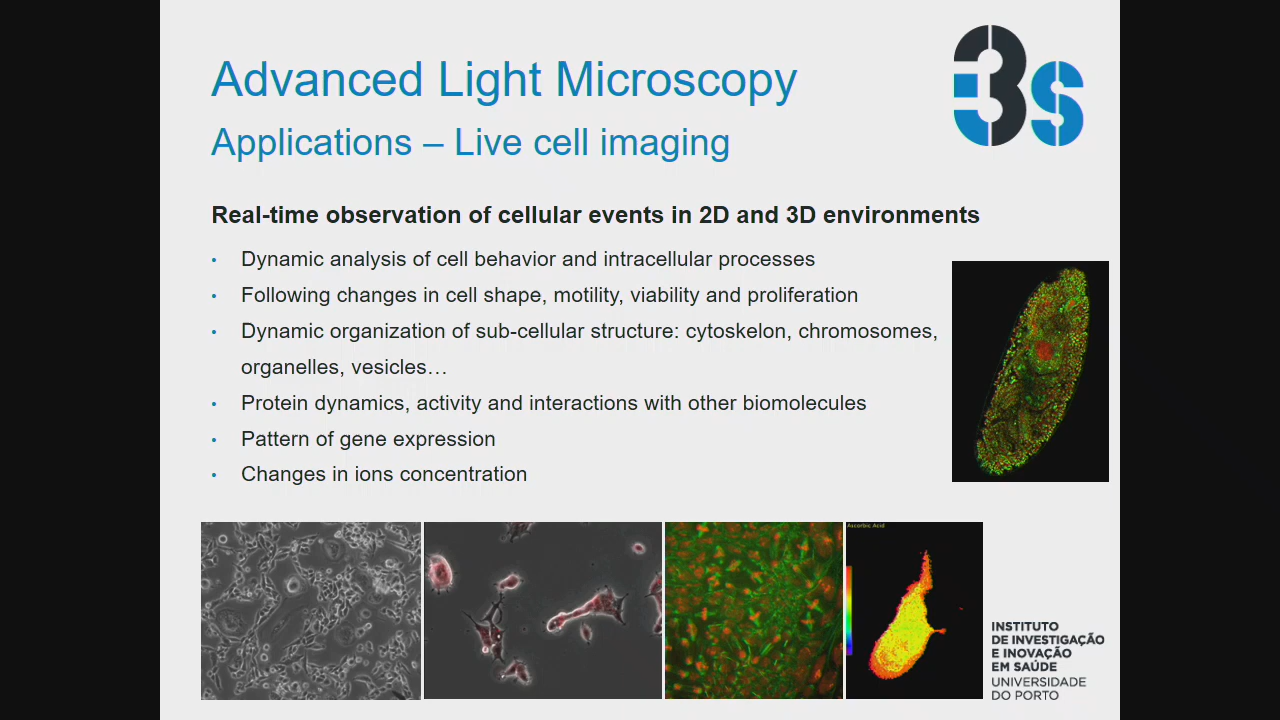 Advanced Light Microscopy
Applications – Live cell imaging
3s
Real-time observation of cellular events in 2D and 3D environments
• Dynamic analysis of cell behavior and intracellular processes
• Following changes in cell shape, motility, viability and proliferation
• Dynamic organization of sub-cellular structure: cytoskelon, chromosomes,
organelles, vesicles…
• Protein dynamics, activity and interactions with other biomolecules
• Pattern of gene expression
• Changes in ions concentration
Ascorbic Acid
INSTITUTO
DE INVESTIGAÇÃO
E INOVAÇÃO
EM SAÚDE
UNIVERSIDADE
DO PORTO